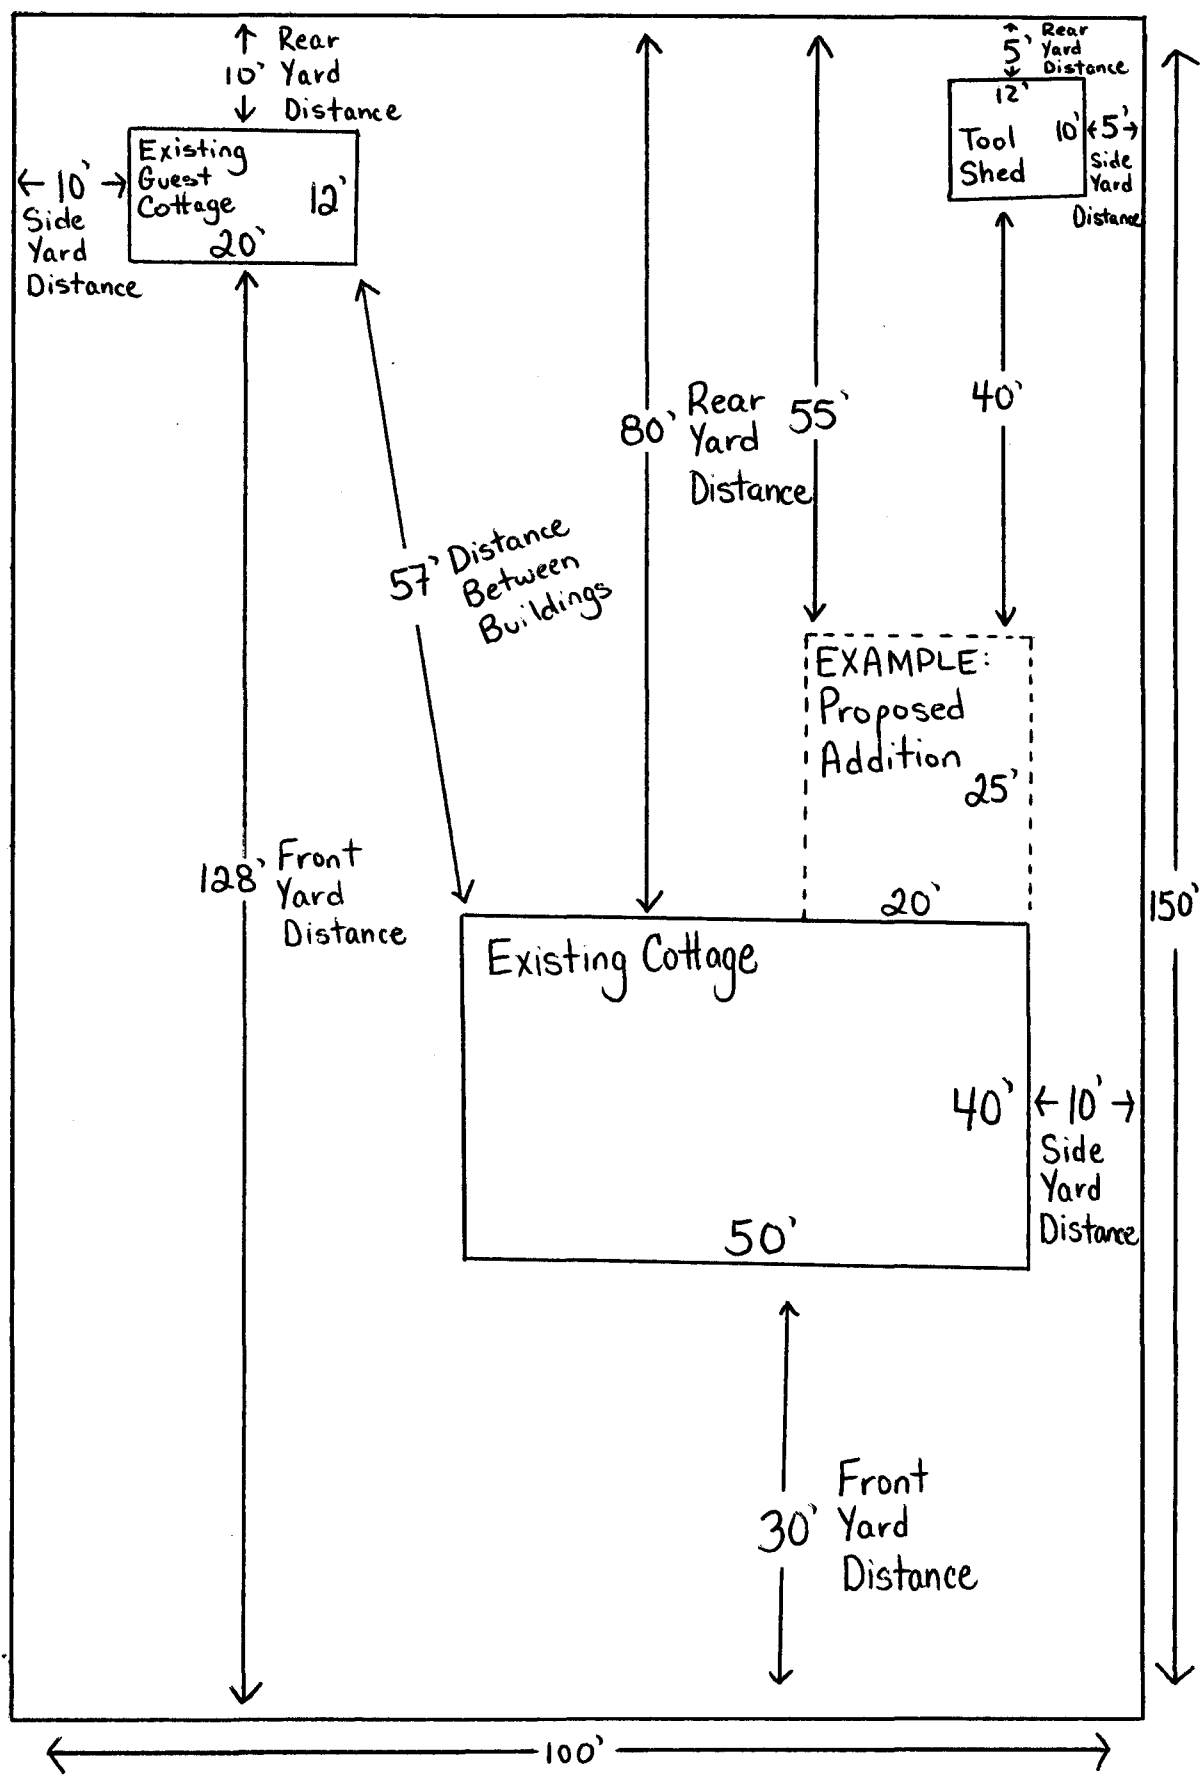 Rear
10' Yard
Distance
Existing
Guest
Cottage
12'
20'
10'
Side
Yard
Distance
Rear
5' Yard
Distance
12'
10'
Tool
Shed
5'
Side
Yard
Distance
80' Rear
Yard
Distance
55'
40'
57' Distance
Between
Buildings
EXAMPLE:
Proposed
Addition
25'
20'
128' Front
Yard
Distance
150'
Existing Cottage
40'
50'
10'
Side
Yard
Distance
30' Front
Yard
Distance
100'